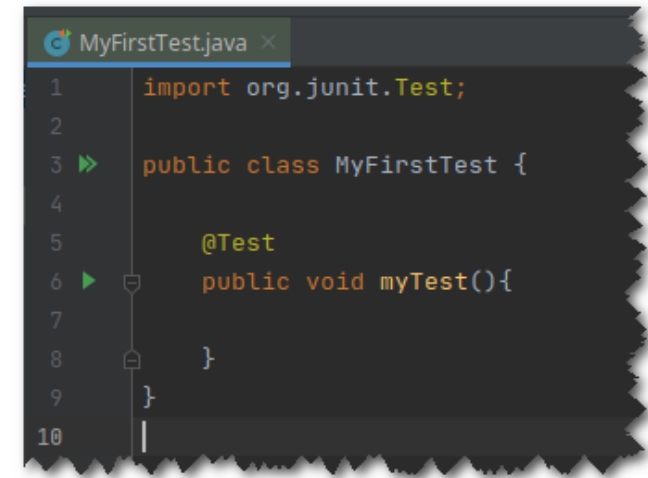 MyFirstTest.java
1 import org.junit.Test;
2
3 public class MyFirstTest {
4
5 @Test
6 public void myTest(){
7
8 }
9 }
10